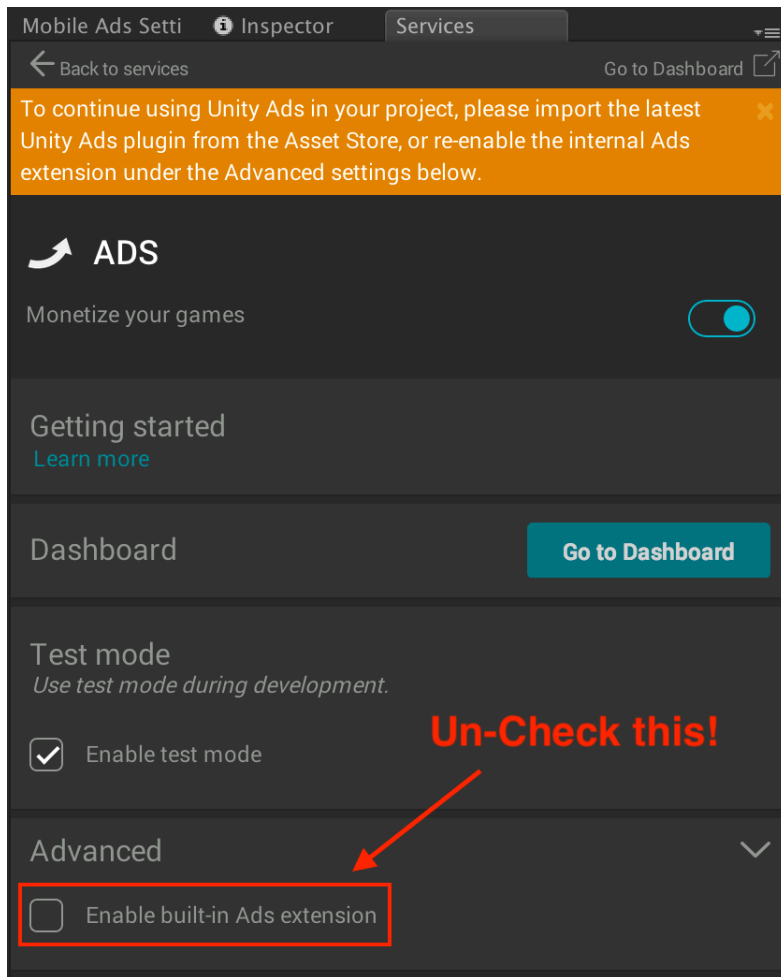 Mobile Ads Setti
Inspector
Services
Back to services
Go to Dashboard
To continue using Unity Ads in your project, please import the latest
Unity Ads plugin from the Asset Store, or re-enable the internal Ads
extension under the Advanced settings below.
ADS
Monetize your games
Getting started
Learn more
Dashboard
Go to Dashboard
Test mode
Use test mode during development.
Un-Check this!
Enable test mode
Advanced
Enable built-in Ads extension